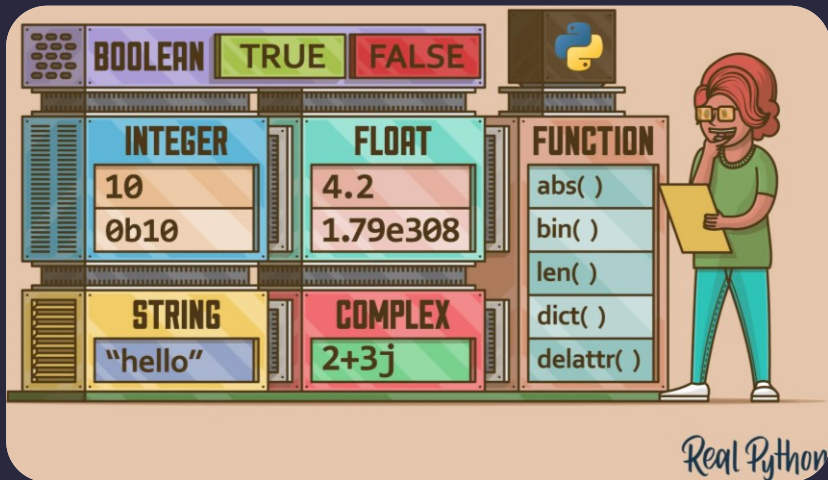 BOOLEAN TRUE FALSE
INTEGER
10
0b10
FLOAT
4.2
1.79e308
FUNCTION
abs( )
bin( )
len( )
dict( )
delattr( )
STRING
“hello”
COMPLEX
2+3j
Real Python